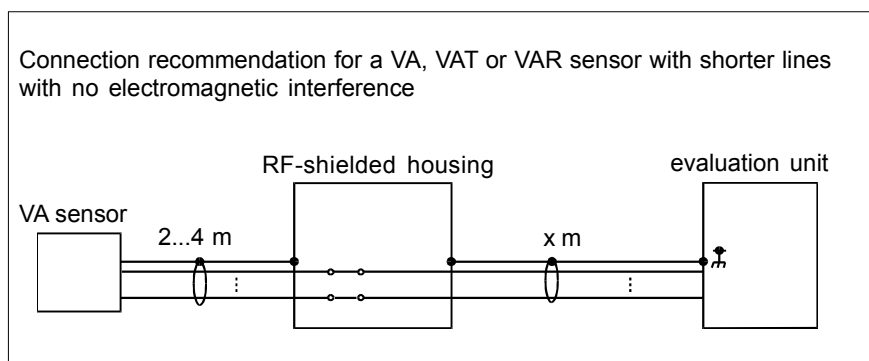 Connection recommendation for a VA, VAT or VAR sensor with shorter lines
with no electromagnetic interference
RF-shielded housing
evaluation unit
VA sensor
2...4 m
x m